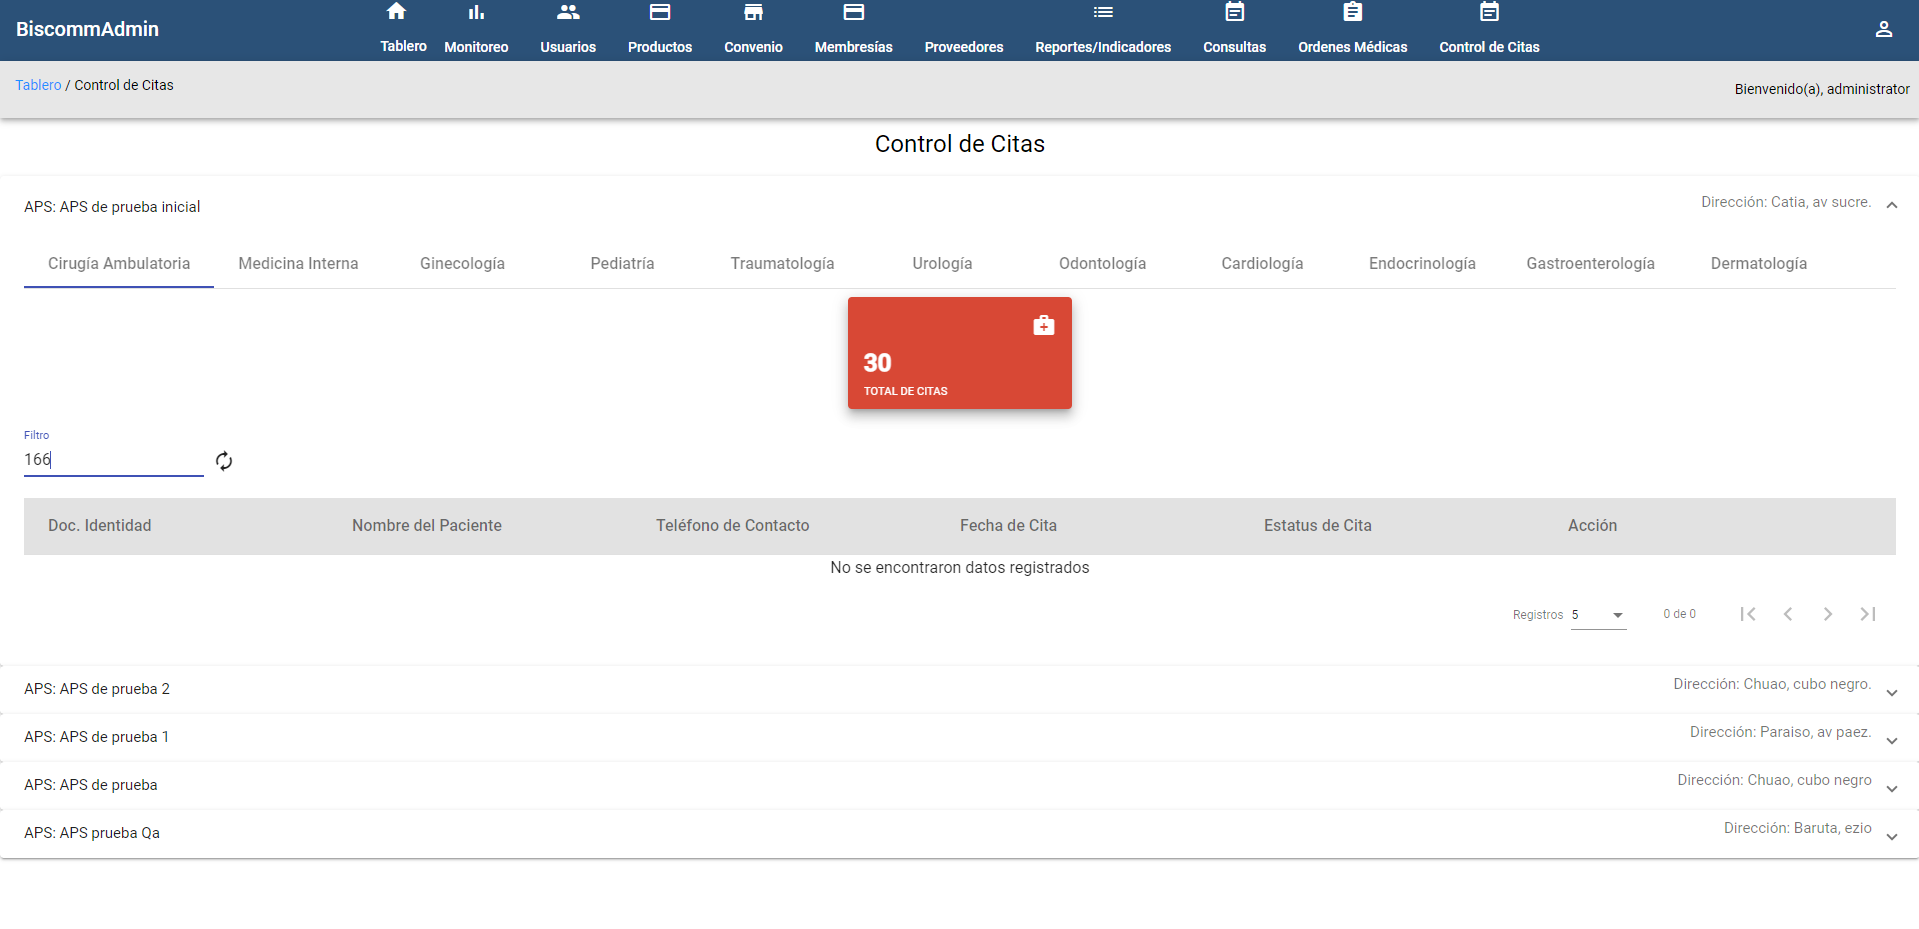 BiscommAdmin
Tablero Monitoreo Usuarios Productos Convenio Membresías Proveedores Reportes/Indicadores Consultas Ordenes Médicas Control de Citas
Tablero / Control de Citas
Bienvenido(a), administrator
Control de Citas
APS: APS de prueba inicial Dirección: Catia, av sucre.
Cirugía Ambulatoria Medicina Interna Ginecología Pediatría Traumatología Urología Odontología Cardiología Endocrinología Gastroenterología Dermatología
30
TOTAL DE CITAS
Filtro
166
Doc. Identidad Nombre del Paciente Teléfono de Contacto Fecha de Cita Estatus de Cita Acción
No se encontraron datos registrados
Registros 5 0 de 0
APS: APS de prueba 2 Dirección: Chuao, cubo negro.
APS: APS de prueba 1 Dirección: Paraiso, av paez.
APS: APS de prueba Dirección: Chuao, cubo negro
APS: APS prueba Qa Dirección: Baruta, ezio